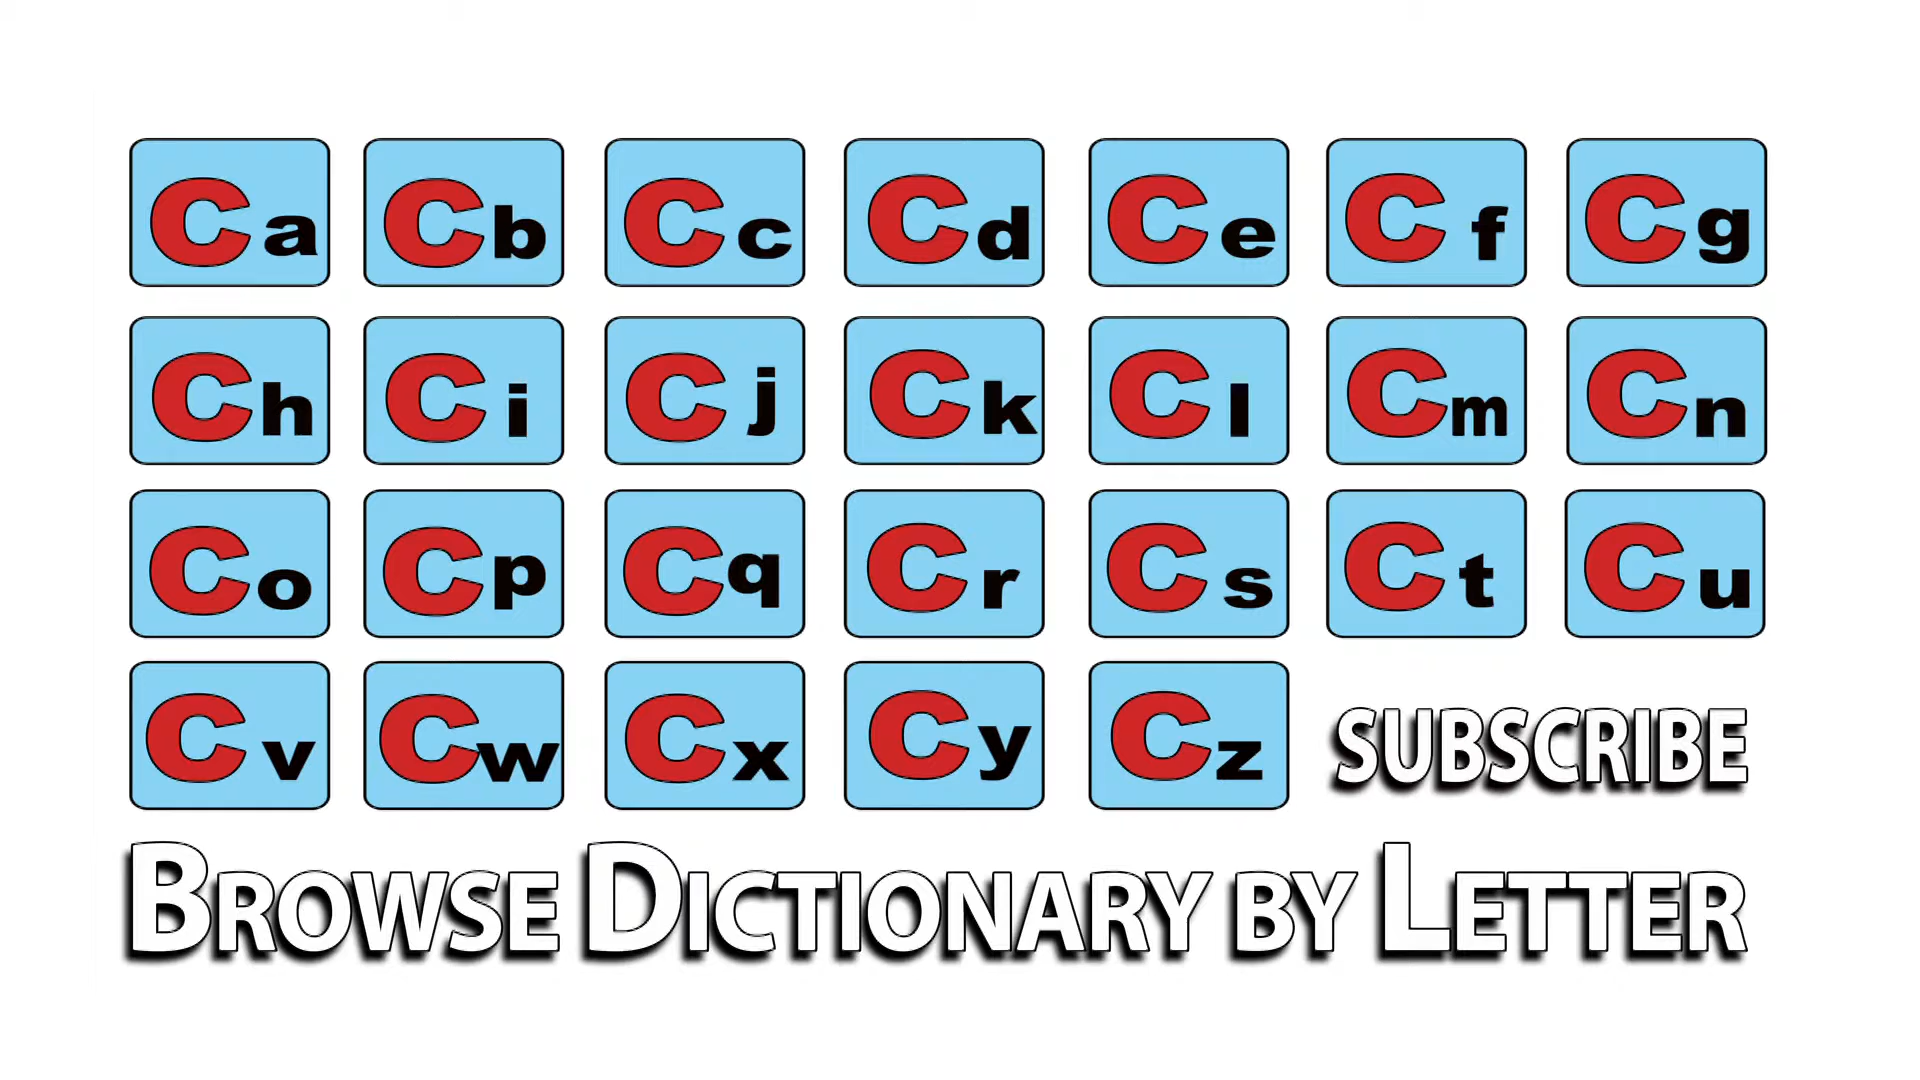 Ca Cb Cc Cd Ce Cf Cg
Ch Ci Cj Ck Cl Cm Cn
Co Cp Cq Cr Cs Ct Cu
Cv Cw Cx Cy Cz SUBSCRIBE
BROWSE DICTIONARY BY LETTER